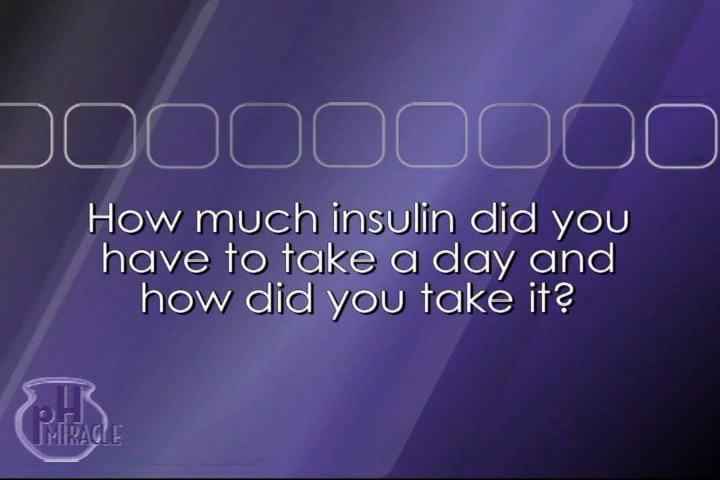 How much insulin did you
have to take a day and
how did you take it?
pH
MIRACLE